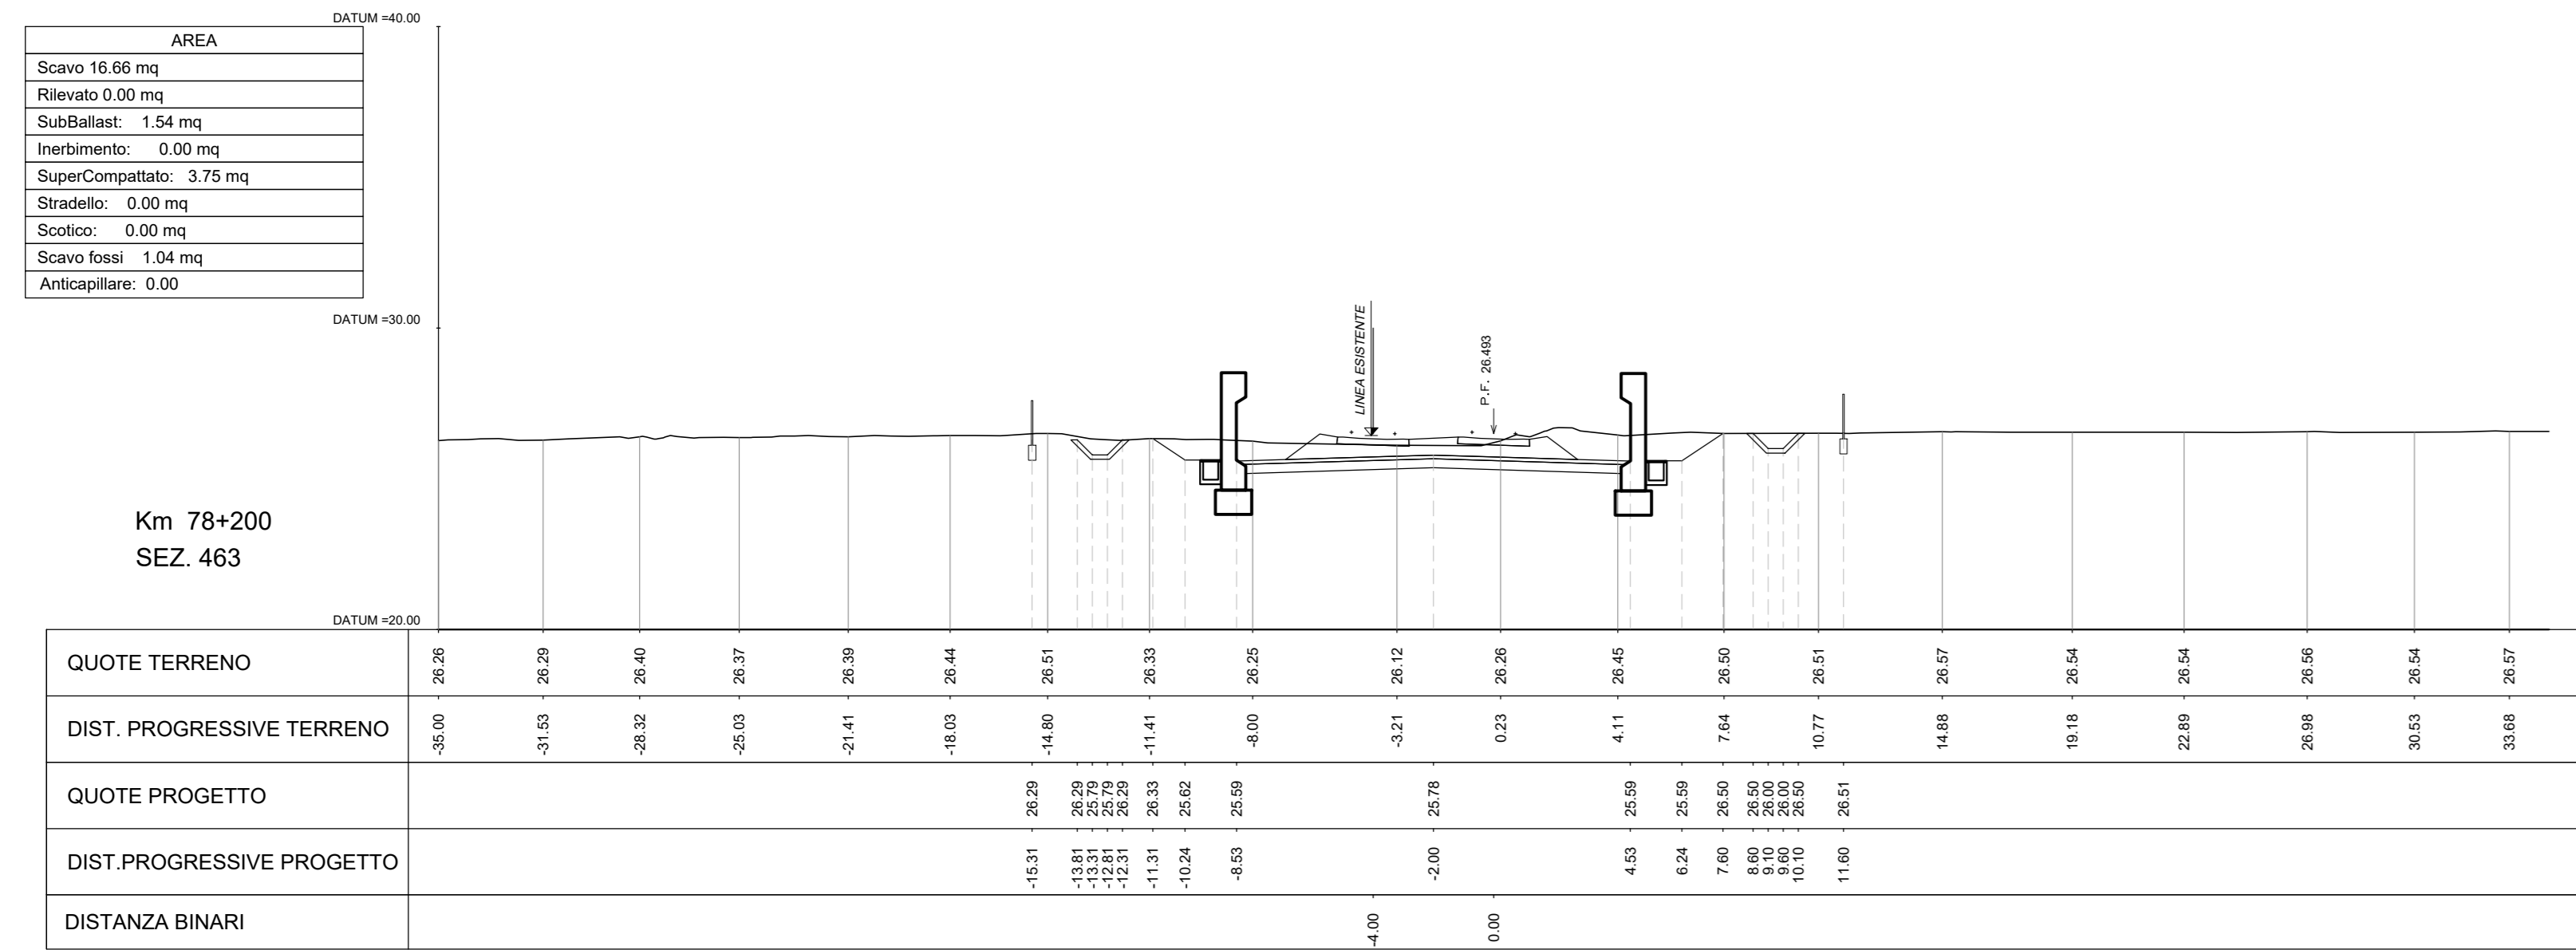 DATUM =40.00
AREA
Scavo 16.66 mq
Rilevato 0.00 mq
SubBallast: 1.54 mq
Inerbimento: 0.00 mq
SuperCompattato: 3.75 mq
Stradello: 0.00 mq
Scotico: 0.00 mq
Scavo fossi 1.04 mq
Anticapillare: 0.00
DATUM =30.00
LINEA ESISTENTE
P.F. 26.493
Km 78+200
SEZ. 463
DATUM =20.00
QUOTE TERRENO 26.26 26.29 26.40 26.37 26.39 26.44 26.51 26.33 26.25 26.12 26.26 26.45 26.50 26.51 26.57 26.54 26.54 26.56 26.54 26.57
DIST. PROGRESSIVE TERRENO -35.00 -31.53 -28.32 -25.03 -21.41 -18.03 -14.80 -11.41 -8.00 -3.21 0.23 4.11 7.64 10.77 14.88 19.18 22.89 26.98 30.53 33.68
QUOTE PROGETTO 26.29 26.29 25.79 25.79 26.29 26.33 25.62 25.59 25.78 25.59 25.59 26.50 26.50 26.00 26.00 26.50 26.51
DIST.PROGRESSIVE PROGETTO -15.31 -13.81 -13.31 -12.81 -12.31 -11.31 -10.24 -8.53 -2.00 4.53 6.24 7.60 8.60 9.10 9.60 10.10 11.60
DISTANZA BINARI -4.00 0.00